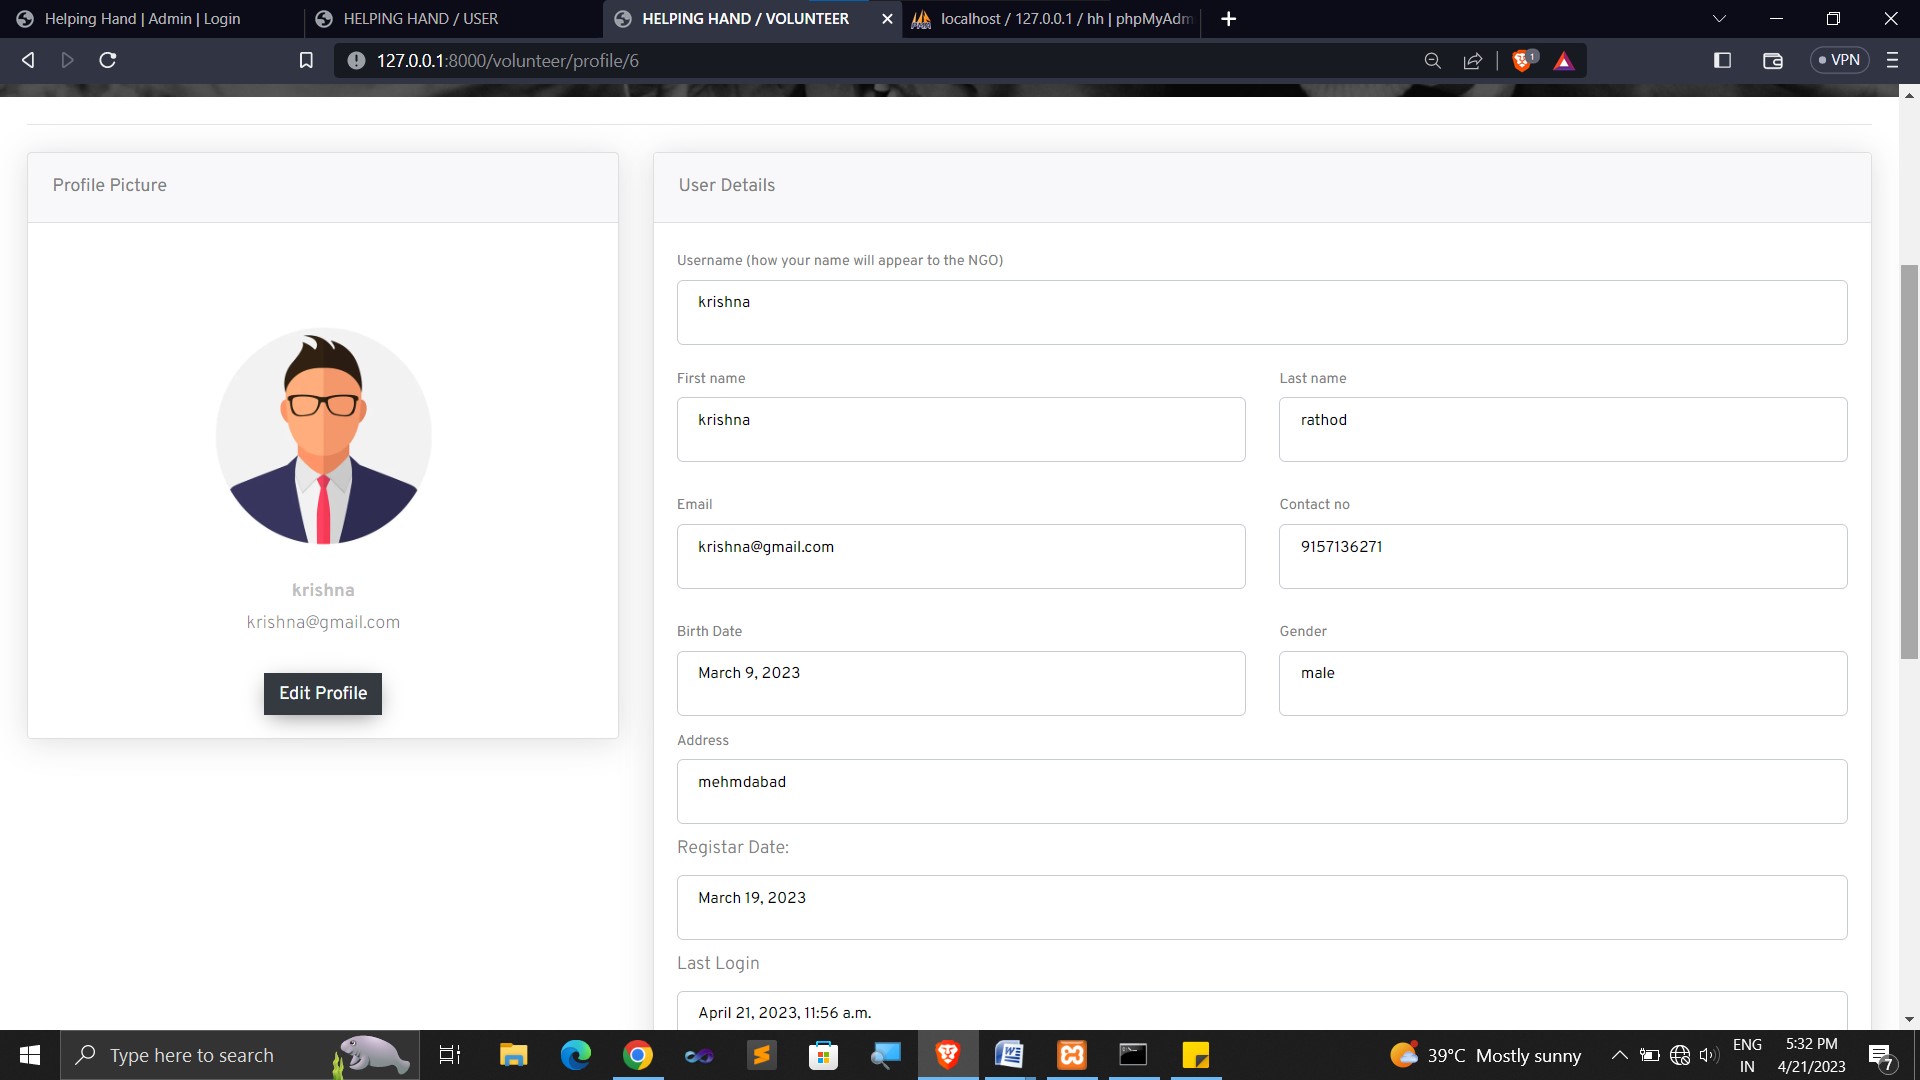 Helping Hand | Admin | Login
HELPING HAND / USER
HELPING HAND / VOLUNTEER
localhost / 127.0.0.1 / hh | phpMyAdm
127.0.0.1:8000/volunteer/profile/6
1
VPN
Profile Picture
krishna
krishna@gmail.com
Edit Profile
User Details
Username (how your name will appear to the NGO)
krishna
First name
Last name
krishna
rathod
Email
Contact no
krishna@gmail.com
9157136271
Birth Date
Gender
March 9, 2023
male
Address
mehmdabad
Registar Date:
March 19, 2023
Last Login
April 21, 2023, 11:56 a.m.
Type here to search
39°C Mostly sunny
ENG
IN
5:32 PM
4/21/2023
7